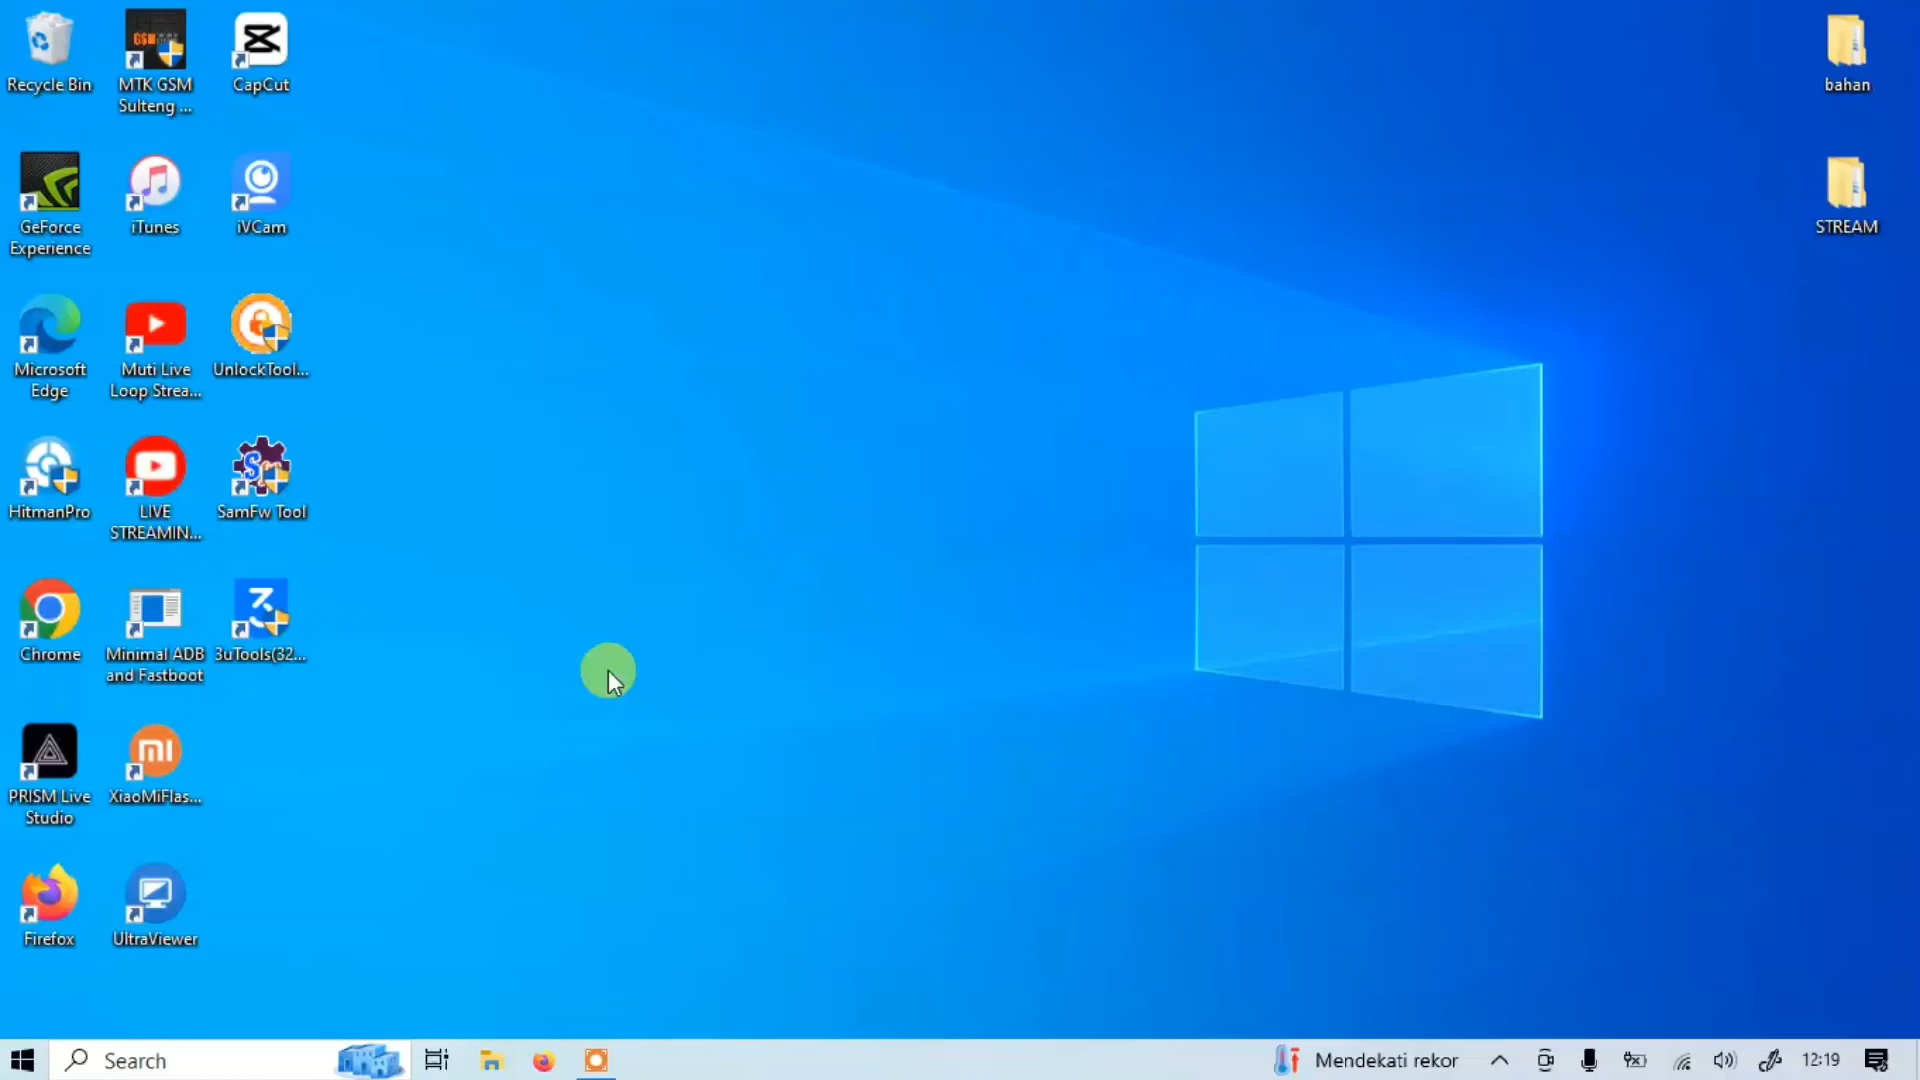 Recycle Bin
MTK GSM
Sulteng ...
CapCut
bahan
GeForce
Experience
iTunes
iVCam
STREAM
Microsoft
Edge
Muti Live
Loop Strea...
UnlockTool...
HitmanPro
LIVE
STREAMIN...
SamFw Tool
Chrome
Minimal ADB
and Fastboot
3uTools(32...
PRISM Live
Studio
XiaoMiFlas...
Firefox
UltraViewer
Search
Mendekati rekor
12:19